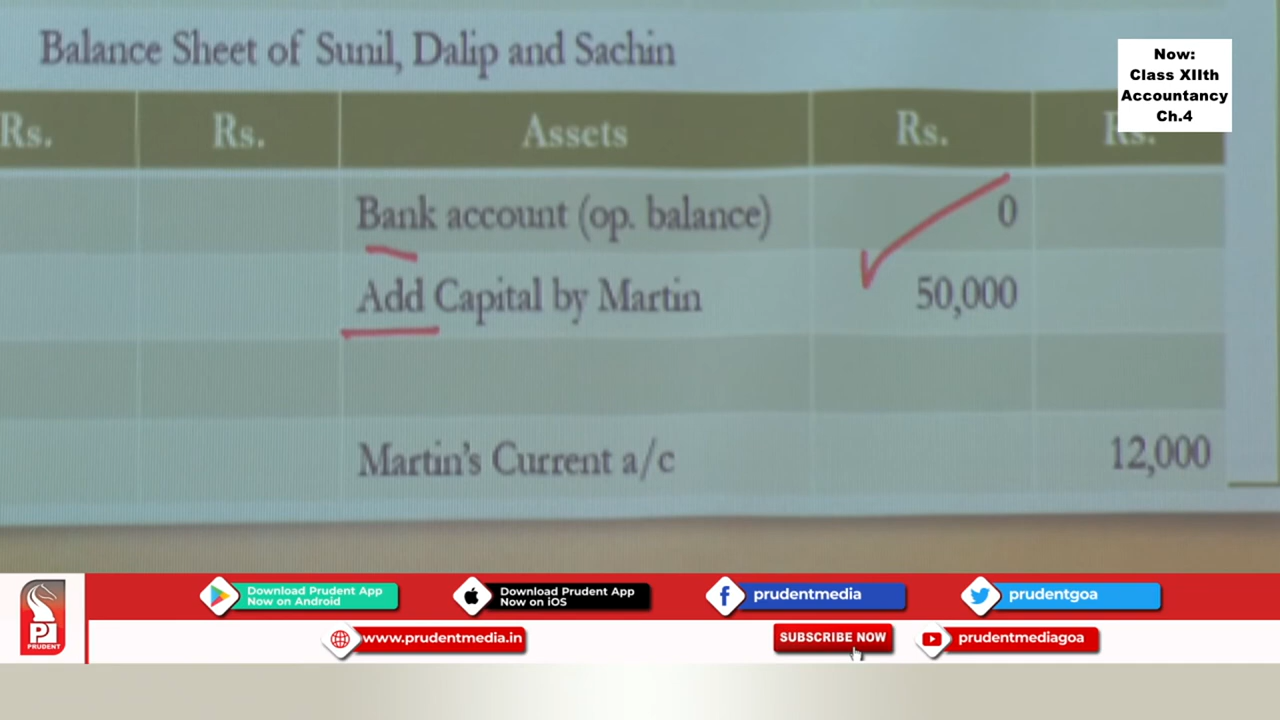 Balance Sheet of Sunil, Dalip and Sachin
Now:
Class XIIth
Accountancy
Ch.4
Rs. Rs. Assets Rs. Rs.
Bank account (op. balance) 0
Add Capital by Martin 50,000
Martin's Current a/c 12,000
Download Prudent App
Now on Android
Download Prudent App
Now on iOS
prudentmedia
prudentgoa
PRUDENT
www.prudentmedia.in
SUBSCRIBE NOW
prudentmediagoa